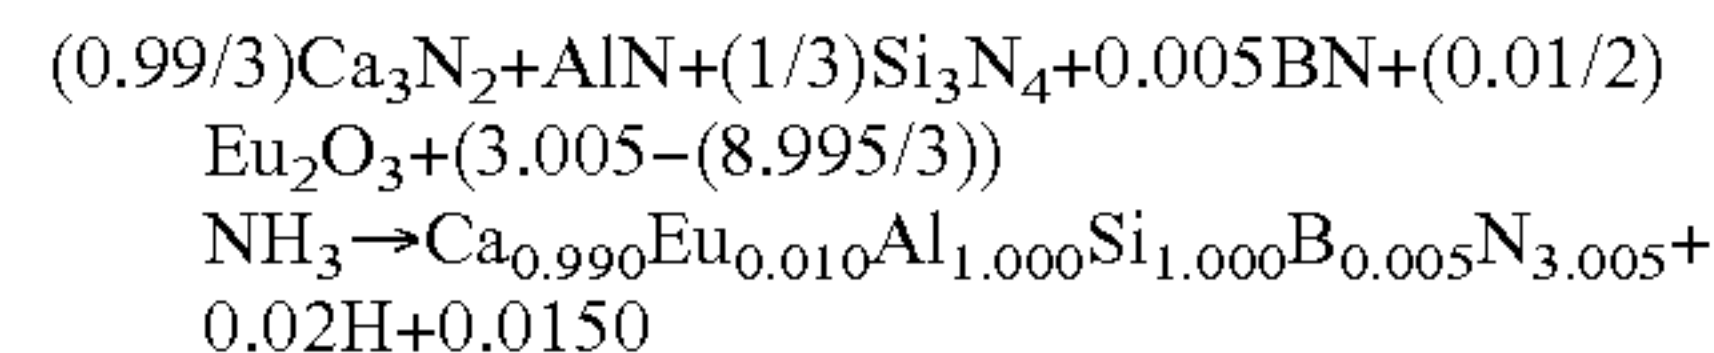 (0.99/3)Ca₃N₂+AlN+(1/3)Si₃N₄+0.005BN+(0.01/2)
Eu₂O₃+(3.005−(8.995/3))
NH₃→Ca₀.₉₉₀Eu₀.₀₁₀Al₁.₀₀₀Si₁.₀₀₀B₀.₀₀₅N₃.₀₀₅+
0.02H+0.0150